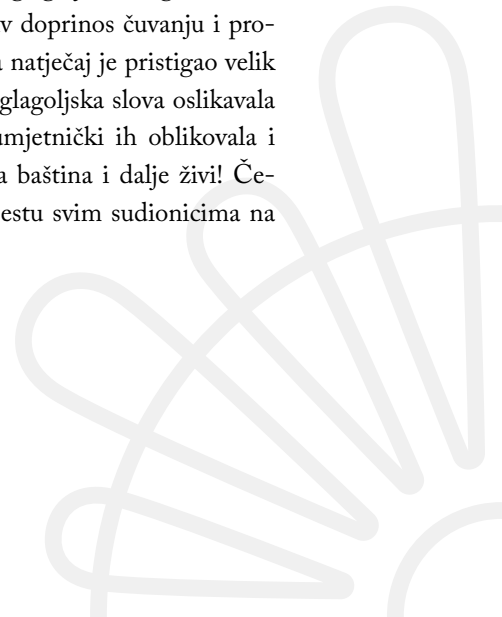 v doprinos čuvanju i pro-
natječaj je pristigao velik
glagoljska slova oslikavala
umjetnički ih oblikovala i
baština i dalje živi! Če-
svim sudionicima na